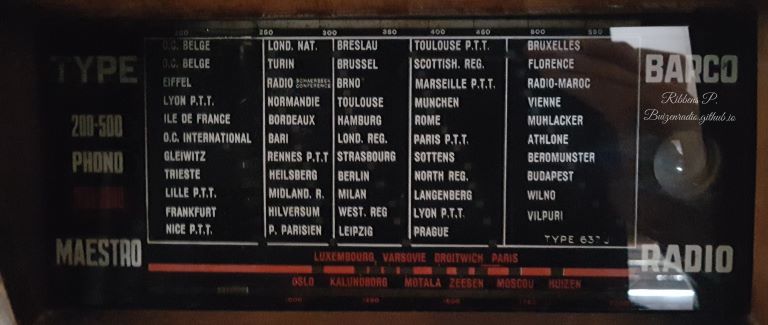 200 250 300 350 400 450 500 550
TYPE
BARCO
Ribbens P.
Buizenradio.github.io
200-500
PHONO
MAESTRO
RADIO
O.C. BELGE LOND. NAT. BRESLAU TOULOUSE P.T.T. BRUXELLES
O.C. BELGE TURIN BRUSSEL SCOTTISH. REG. FLORENCE
EIFFEL RADIO SCHAERBEEK CONFERENCE BRNO MARSEILLE P.T.T. RADIO-MAROC
LYON P.T.T. NORMANDIE TOULOUSE MUNCHEN VIENNE
ILE DE FRANCE BORDEAUX HAMBURG ROME MUHLACKER
O.C. INTERNATIONAL BARI LOND. REG. PARIS P.T.T. ATHLONE
GLEIWITZ RENNES P.T.T STRASBOURG SOTTENS BEROMUNSTER
TRIESTE HEILSBERG BERLIN NORTH REG. BUDAPEST
LILLE P.T.T. MIDLAND. R. MILAN LANGENBERG WILNO
FRANKFURT HILVERSUM WEST. REG LYON P.T.T. VILPURI
NICE P.T.T. P. PARISIEN LEIPZIG PRAGUE
TYPE
LUXEMBOURG VARSOVIE DROITWICH PARIS
OSLO KALUNDBORG MOTALA ZEESEN MOSCOU HUIZEN